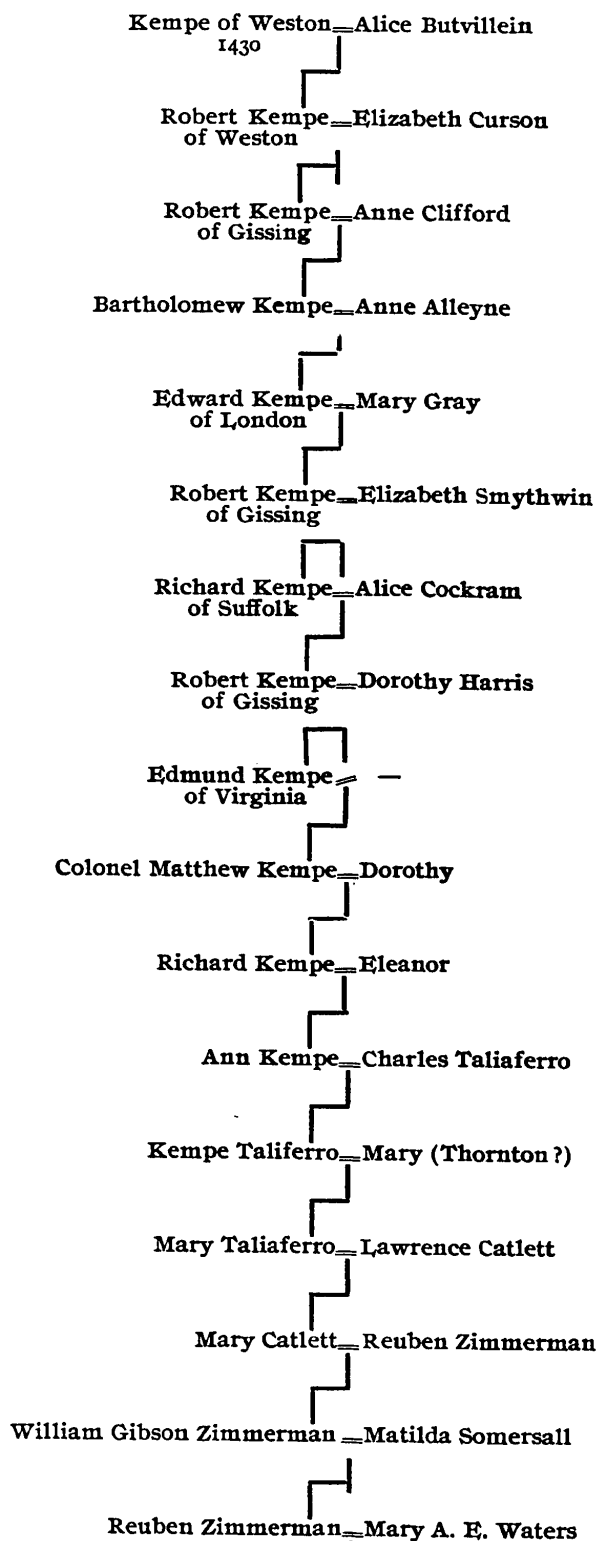 Kempe of Weston=Alice Butvillein
1430
Robert Kempe=Elizabeth Curson
of Weston
Robert Kempe=Anne Clifford
of Gissing
Bartholomew Kempe=Anne Alleyne
Edward Kempe=Mary Gray
of London
Robert Kempe=Elizabeth Smythwin
of Gissing
Richard Kempe=Alice Cockram
of Suffolk
Robert Kempe=Dorothy Harris
of Gissing
Edmund Kempe= —
of Virginia
Colonel Matthew Kempe=Dorothy
Richard Kempe=Eleanor
Ann Kempe=Charles Taliaferro
Kempe Taliferro=Mary (Thornton?)
Mary Taliaferro=Lawrence Catlett
Mary Catlett=Reuben Zimmerman
William Gibson Zimmerman=Matilda Somersall
Reuben Zimmerman=Mary A. E. Waters